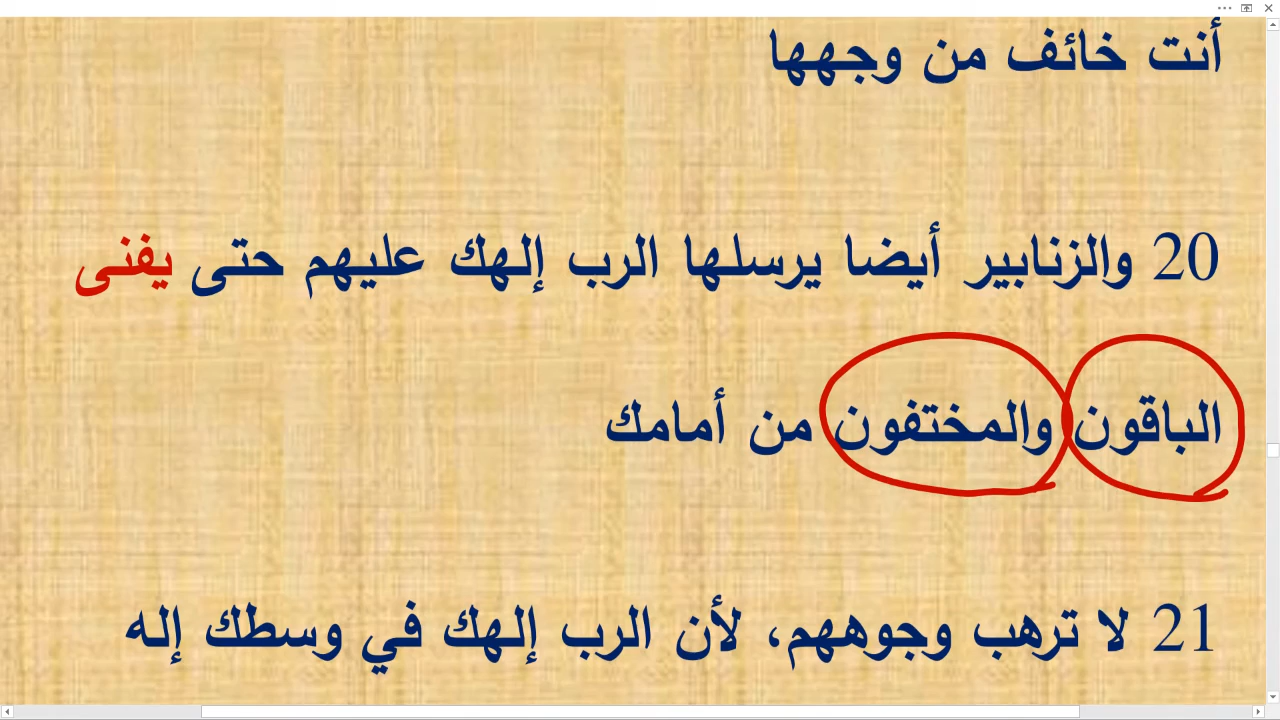 أنت خائف من وجهها
20 والزنابير أيضا يرسلها الرب إلهك عليهم حتى يفنى
الباقون والمختفون من أمامك
21 لا ترهب وجوههم، لأن الرب إلهك في وسطك إله